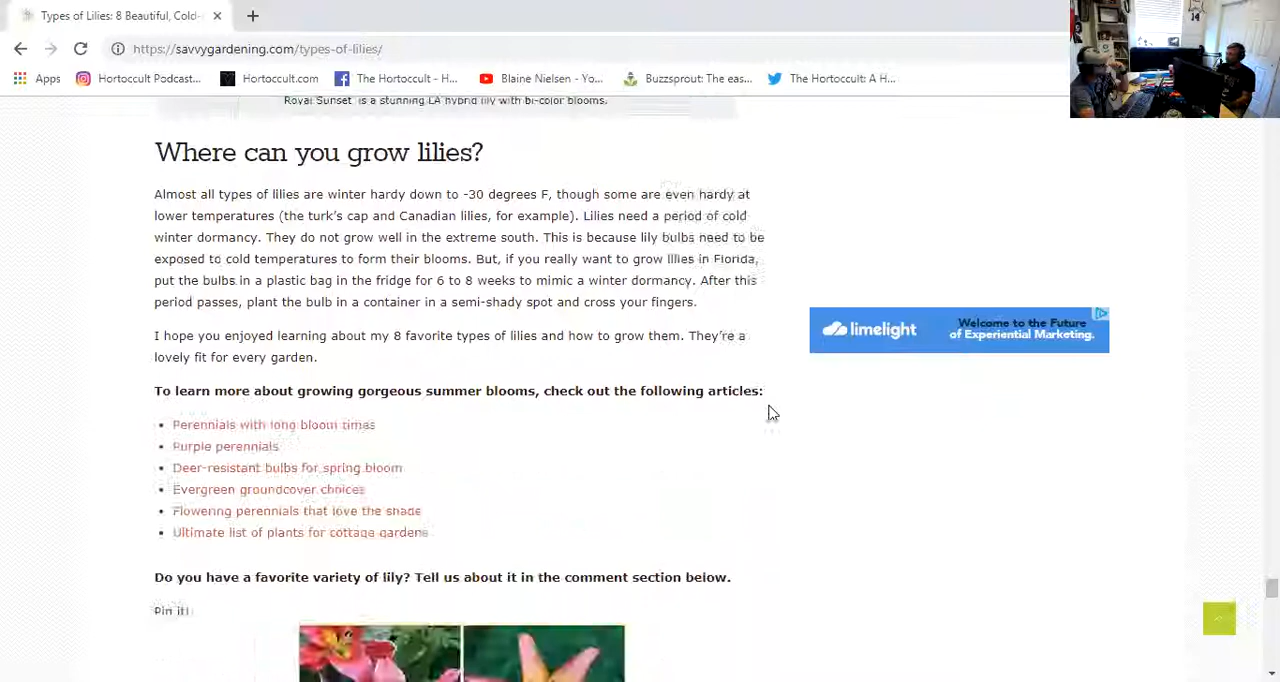 Types of Lilies: 8 Beautiful, Cold-
https://savvygardening.com/types-of-lilies/
Apps Hortoccult Podcast... Hortoccult.com The Hortoccult - H... Blaine Nielsen - Yo... Buzzsprout: The eas... The Hortoccult: A H...
'Royal Sunset' is a stunning LA hybrid lily with bi-color blooms.
Where can you grow lilies?
Almost all types of lilies are winter hardy down to -30 degrees F, though some are even hardy at
lower temperatures (the turk's cap and Canadian lilies, for example). Lilies need a period of cold
winter dormancy. They do not grow well in the extreme south. This is because lily bulbs need to be
exposed to cold temperatures to form their blooms. But, if you really want to grow lilies in Florida,
put the bulbs in a plastic bag in the fridge for 6 to 8 weeks to mimic a winter dormancy. After this
period passes, plant the bulb in a container in a semi-shady spot and cross your fingers.
I hope you enjoyed learning about my 8 favorite types of lilies and how to grow them. They're a
lovely fit for every garden.
To learn more about growing gorgeous summer blooms, check out the following articles:
Perennials with long bloom times
Purple perennials
Deer-resistant bulbs for spring bloom
Evergreen groundcover choices
Flowering perennials that love the shade
Ultimate list of plants for cottage gardens
Do you have a favorite variety of lily? Tell us about it in the comment section below.
Pin it!
limelight
Welcome to the Future
of Experiential Marketing.